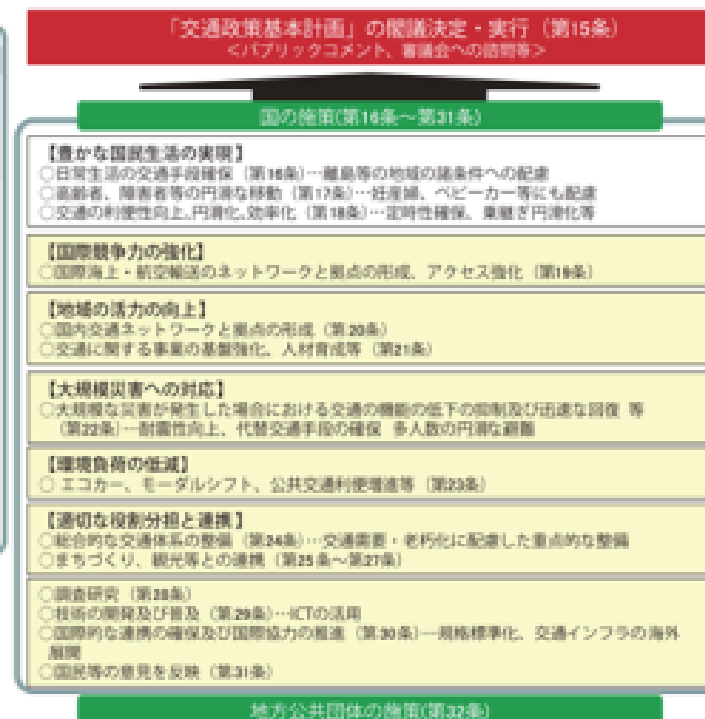 「交通政策基本計画」の閣議決定・実行（第15条）
＜パブリックコメント、審議会への諮問等＞
国の施策(第16条～第31条)
【豊かな国民生活の実現】
○日常生活の交通手段確保（第16条）…離島等の地域の諸条件への配慮
○高齢者、障害者等の円滑な移動（第17条）…妊産婦、ベビーカー等にも配慮
○交通の利便性向上、円滑化、効率化（第18条）…定時性確保、乗継ぎ円滑化等
【国際競争力の強化】
○国際海上・航空輸送のネットワークと拠点の形成、アクセス強化（第19条）
【地域の活力の向上】
○国内交通ネットワークと拠点の形成（第20条）
○交通に関する事業の基盤強化、人材育成等（第21条）
【大規模災害への対応】
○大規模な災害が発生した場合における交通の機能の低下の抑制及び迅速な回復 等
（第22条）…耐震性向上、代替交通手段の確保 多人数の円滑な避難
【環境負荷の低減】
○ エコカー、モーダルシフト、公共交通利便増進等（第23条）
【適切な役割分担と連携】
○総合的な交通体系の整備（第24条）…交通需要・老朽化に配慮した重点的な整備
○まちづくり、観光等との連携（第25条～第27条）
○調査研究（第28条）
○技術の開発及び普及（第29条）…ICTの活用
○国際的な連携の確保及び国際協力の推進（第30条）…規格標準化、交通インフラの海外
展開
○国民等の意見を反映（第31条）
地方公共団体の施策(第32条)